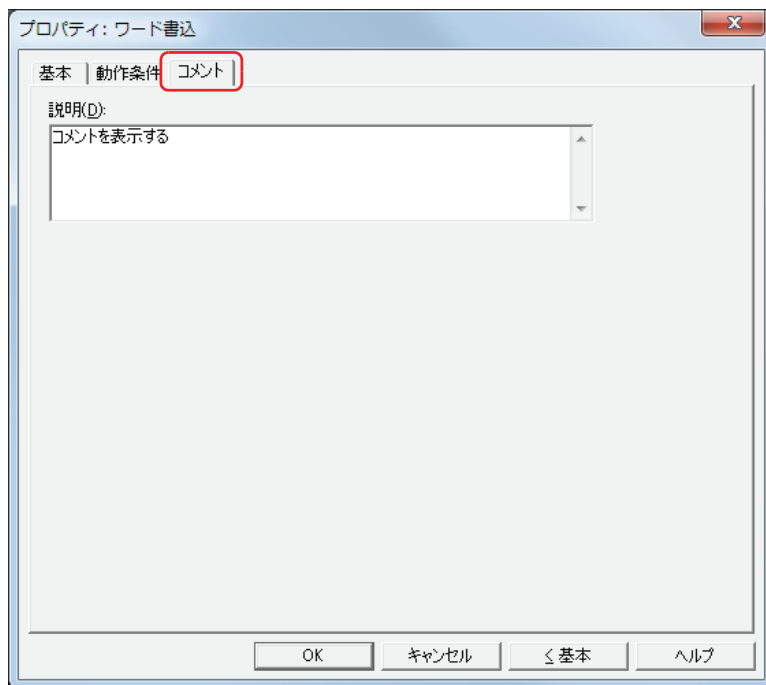 プロパティ: ワード書込
基本 動作条件 コメント
説明(D):
コメントを表示する
OK キャンセル < 基本 ヘルプ